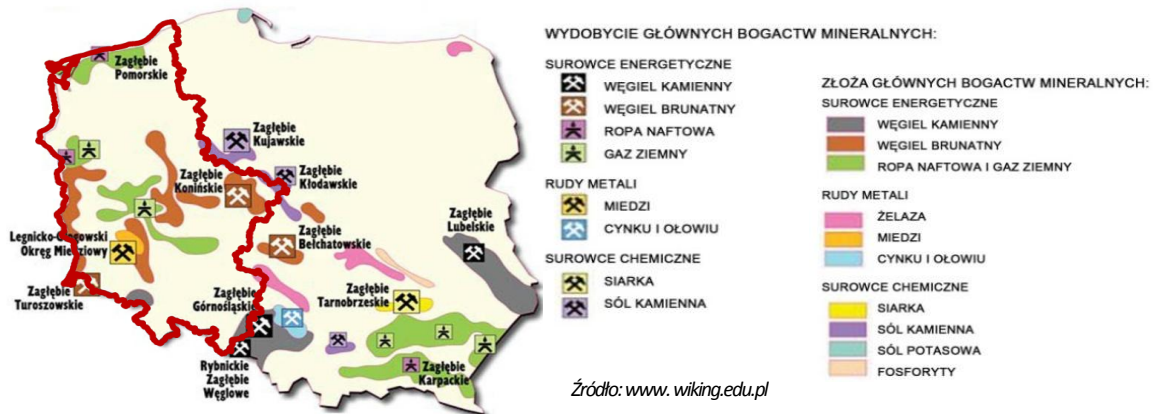 Zagłębie
Pomorskie
Zagłębie
Kujawskie
Zagłębie
Konińskie
Zagłębie
Kłodawskie
Zagłębie
Lubelskie
Legnicko-Głogowski
Okręg Miedziowy
Zagłębie
Bełchatowskie
Zagłębie
Turoszowskie
Zagłębie
Górnośląskie
Zagłębie
Tarnobrzeskie
Rybnickie
Zagłębie
Węglowe
Zagłębie
Karpackie
WYDOBYCIE GŁÓWNYCH BOGACTW MINERALNYCH:
SUROWCE ENERGETYCZNE
WĘGIEL KAMIENNY
WĘGIEL BRUNATNY
ROPA NAFTOWA
GAZ ZIEMNY
RUDY METALI
MIEDZI
CYNKU I OŁOWIU
SUROWCE CHEMICZNE
SIARKA
SÓL KAMIENNA
ZŁOŻA GŁÓWNYCH BOGACTW MINERALNYCH:
SUROWCE ENERGETYCZNE
WĘGIEL KAMIENNY
WĘGIEL BRUNATNY
ROPA NAFTOWA I GAZ ZIEMNY
RUDY METALI
ŻELAZA
MIEDZI
CYNKU I OŁOWIU
SUROWCE CHEMICZNE
SIARKA
SÓL KAMIENNA
SÓL POTASOWA
FOSFORYTY
Źródło: www. wiking.edu.pl